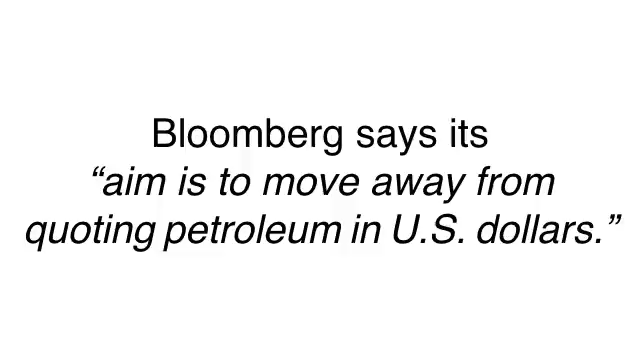 Bloomberg says its
“aim is to move away from
quoting petroleum in U.S. dollars.”